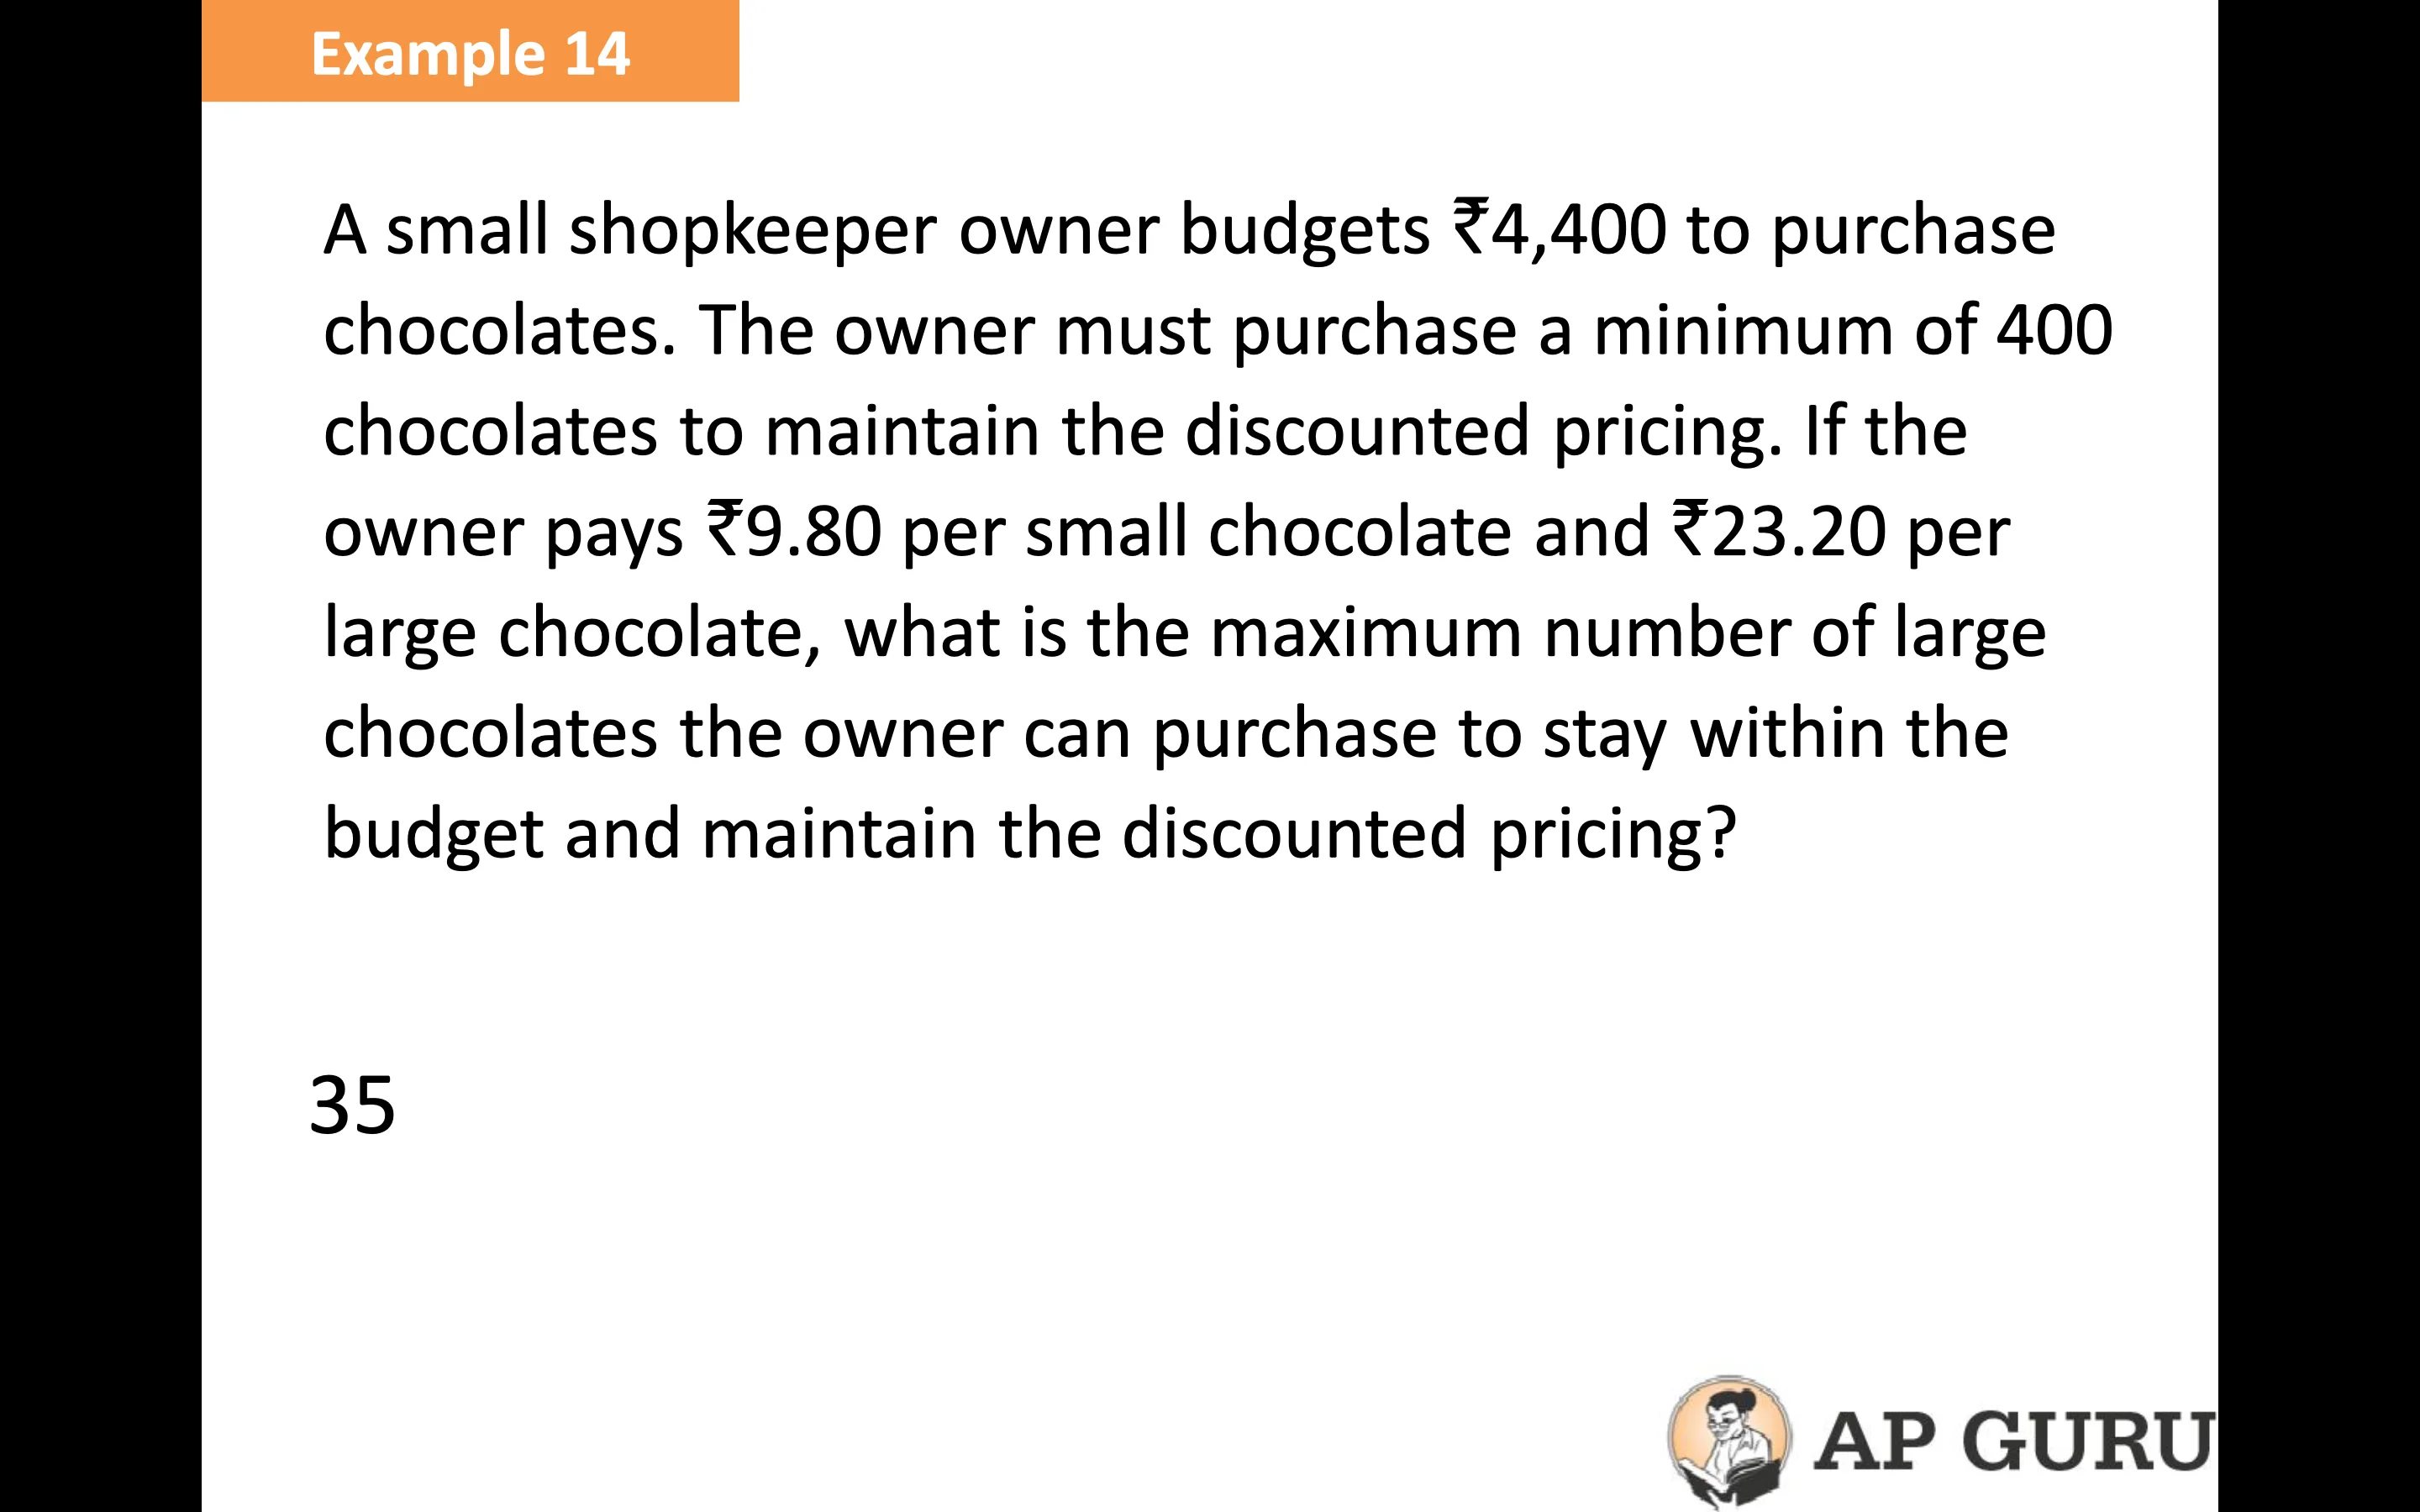 Example 14
A small shopkeeper owner budgets ₹4,400 to purchase
chocolates. The owner must purchase a minimum of 400
chocolates to maintain the discounted pricing. If the
owner pays ₹9.80 per small chocolate and ₹23.20 per
large chocolate, what is the maximum number of large
chocolates the owner can purchase to stay within the
budget and maintain the discounted pricing?
35
AP GURU